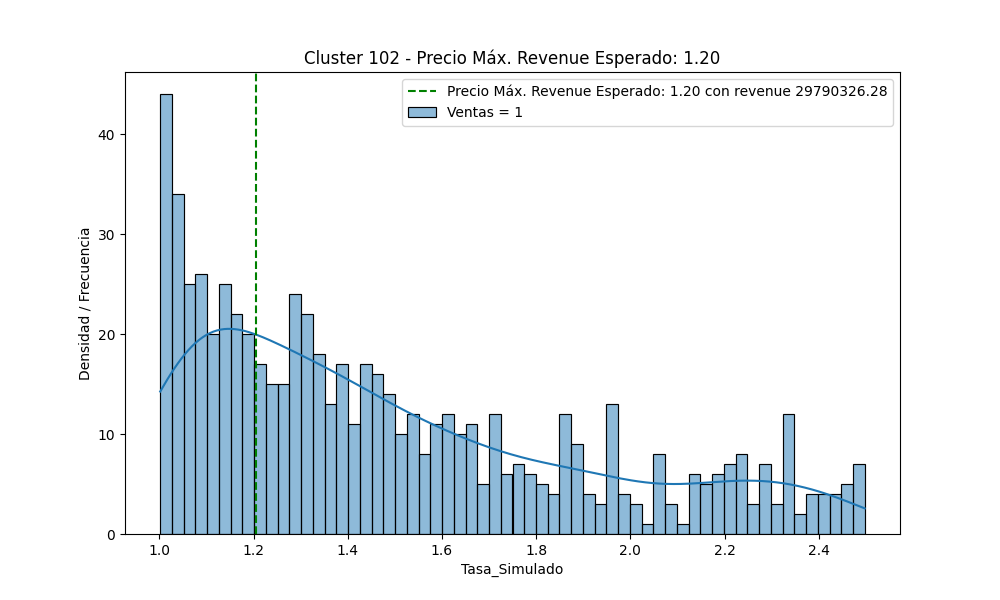 Cluster 102 - Precio Máx. Revenue Esperado: 1.20
Precio Máx. Revenue Esperado: 1.20 con revenue 29790326.28
Ventas = 1
Densidad / Frecuencia
40
30
20
10
0
1.0 1.2 1.4 1.6 1.8 2.0 2.2 2.4
Tasa_Simulado